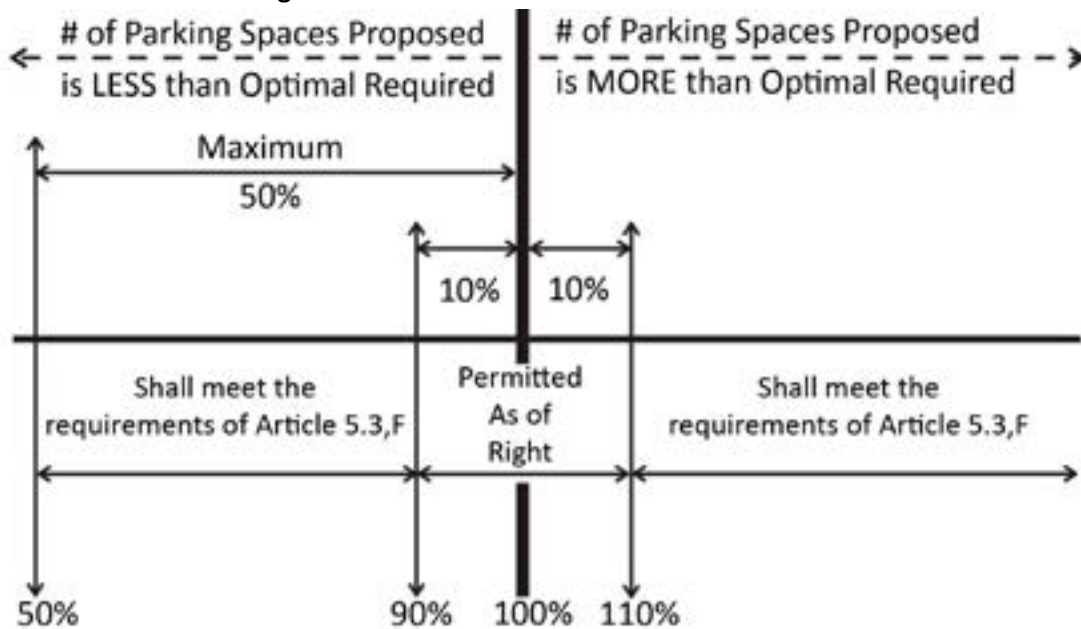 # of Parking Spaces Proposed
is LESS than Optimal Required
# of Parking Spaces Proposed
is MORE than Optimal Required
Maximum
50%
10%
10%
Shall meet the
requirements of Article 5.3,F
Permitted
As of
Right
Shall meet the
requirements of Article 5.3,F
50%
90%
100%
110%